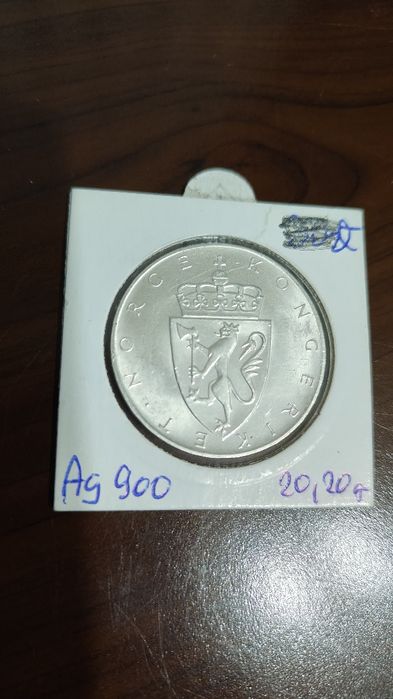 KONGERIKET · NORGE ·
Ag 900
20,20g